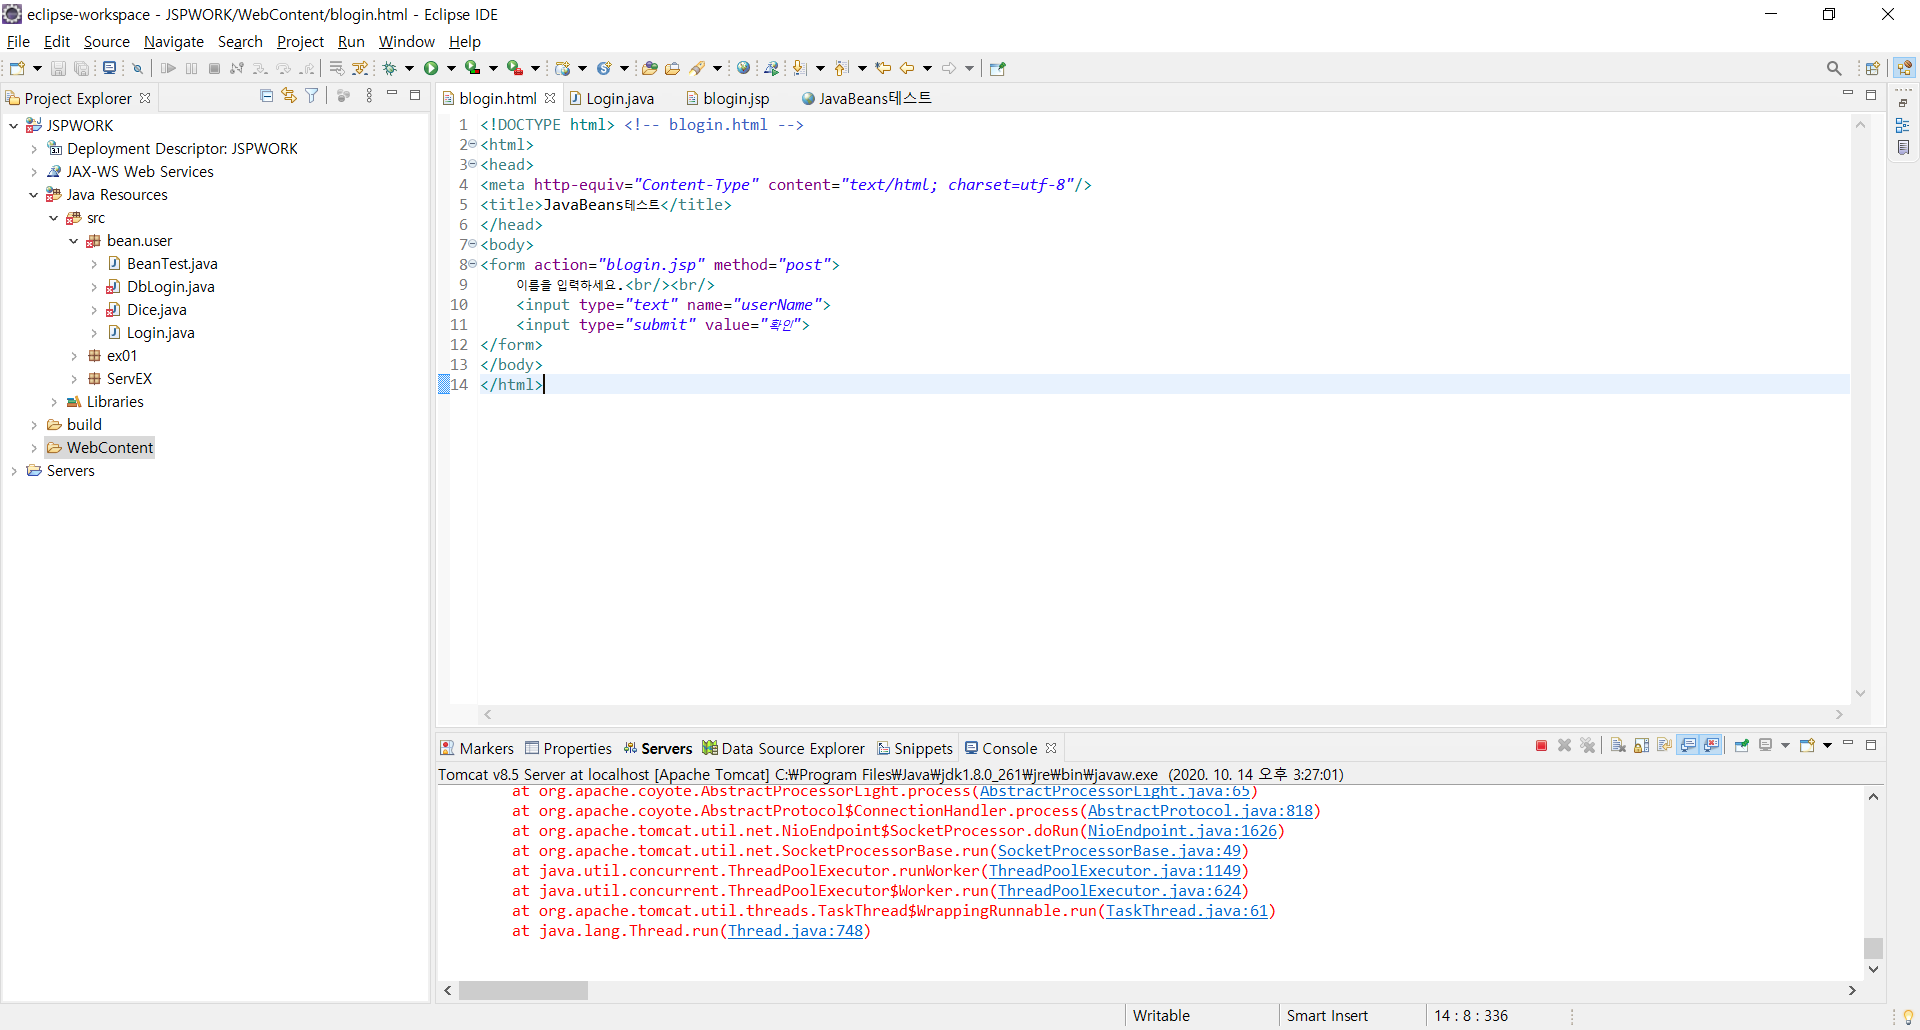 eclipse-workspace - JSPWORK/WebContent/blogin.html - Eclipse IDE
File Edit Source Navigate Search Project Run Window Help
Project Explorer
JSPWORK
Deployment Descriptor: JSPWORK
JAX-WS Web Services
Java Resources
src
bean.user
BeanTest.java
DbLogin.java
Dice.java
Login.java
ex01
ServEX
Libraries
build
WebContent
Servers
blogin.html Login.java blogin.jsp JavaBeans테스트
1 <!DOCTYPE html> <!-- blogin.html -->
2 <html>
3 <head>
4 <meta http-equiv="Content-Type" content="text/html; charset=utf-8"/>
5 <title>JavaBeans테스트</title>
6 </head>
7 <body>
8 <form action="blogin.jsp" method="post">
9 이름을 입력하세요.<br/><br/>
10 <input type="text" name="userName">
11 <input type="submit" value="확인">
12 </form>
13 </body>
14 </html>
Markers Properties Servers Data Source Explorer Snippets Console
Tomcat v8.5 Server at localhost [Apache Tomcat] C:₩Program Files₩Java₩jdk1.8.0_261₩jre₩bin₩javaw.exe (2020. 10. 14 오후 3:27:01)
at org.apache.coyote.AbstractProcessorLight.process(AbstractProcessorLight.java:65)
at org.apache.coyote.AbstractProtocol$ConnectionHandler.process(AbstractProtocol.java:818)
at org.apache.tomcat.util.net.NioEndpoint$SocketProcessor.doRun(NioEndpoint.java:1626)
at org.apache.tomcat.util.net.SocketProcessorBase.run(SocketProcessorBase.java:49)
at java.util.concurrent.ThreadPoolExecutor.runWorker(ThreadPoolExecutor.java:1149)
at java.util.concurrent.ThreadPoolExecutor$Worker.run(ThreadPoolExecutor.java:624)
at org.apache.tomcat.util.threads.TaskThread$WrappingRunnable.run(TaskThread.java:61)
at java.lang.Thread.run(Thread.java:748)
Writable Smart Insert 14 : 8 : 336